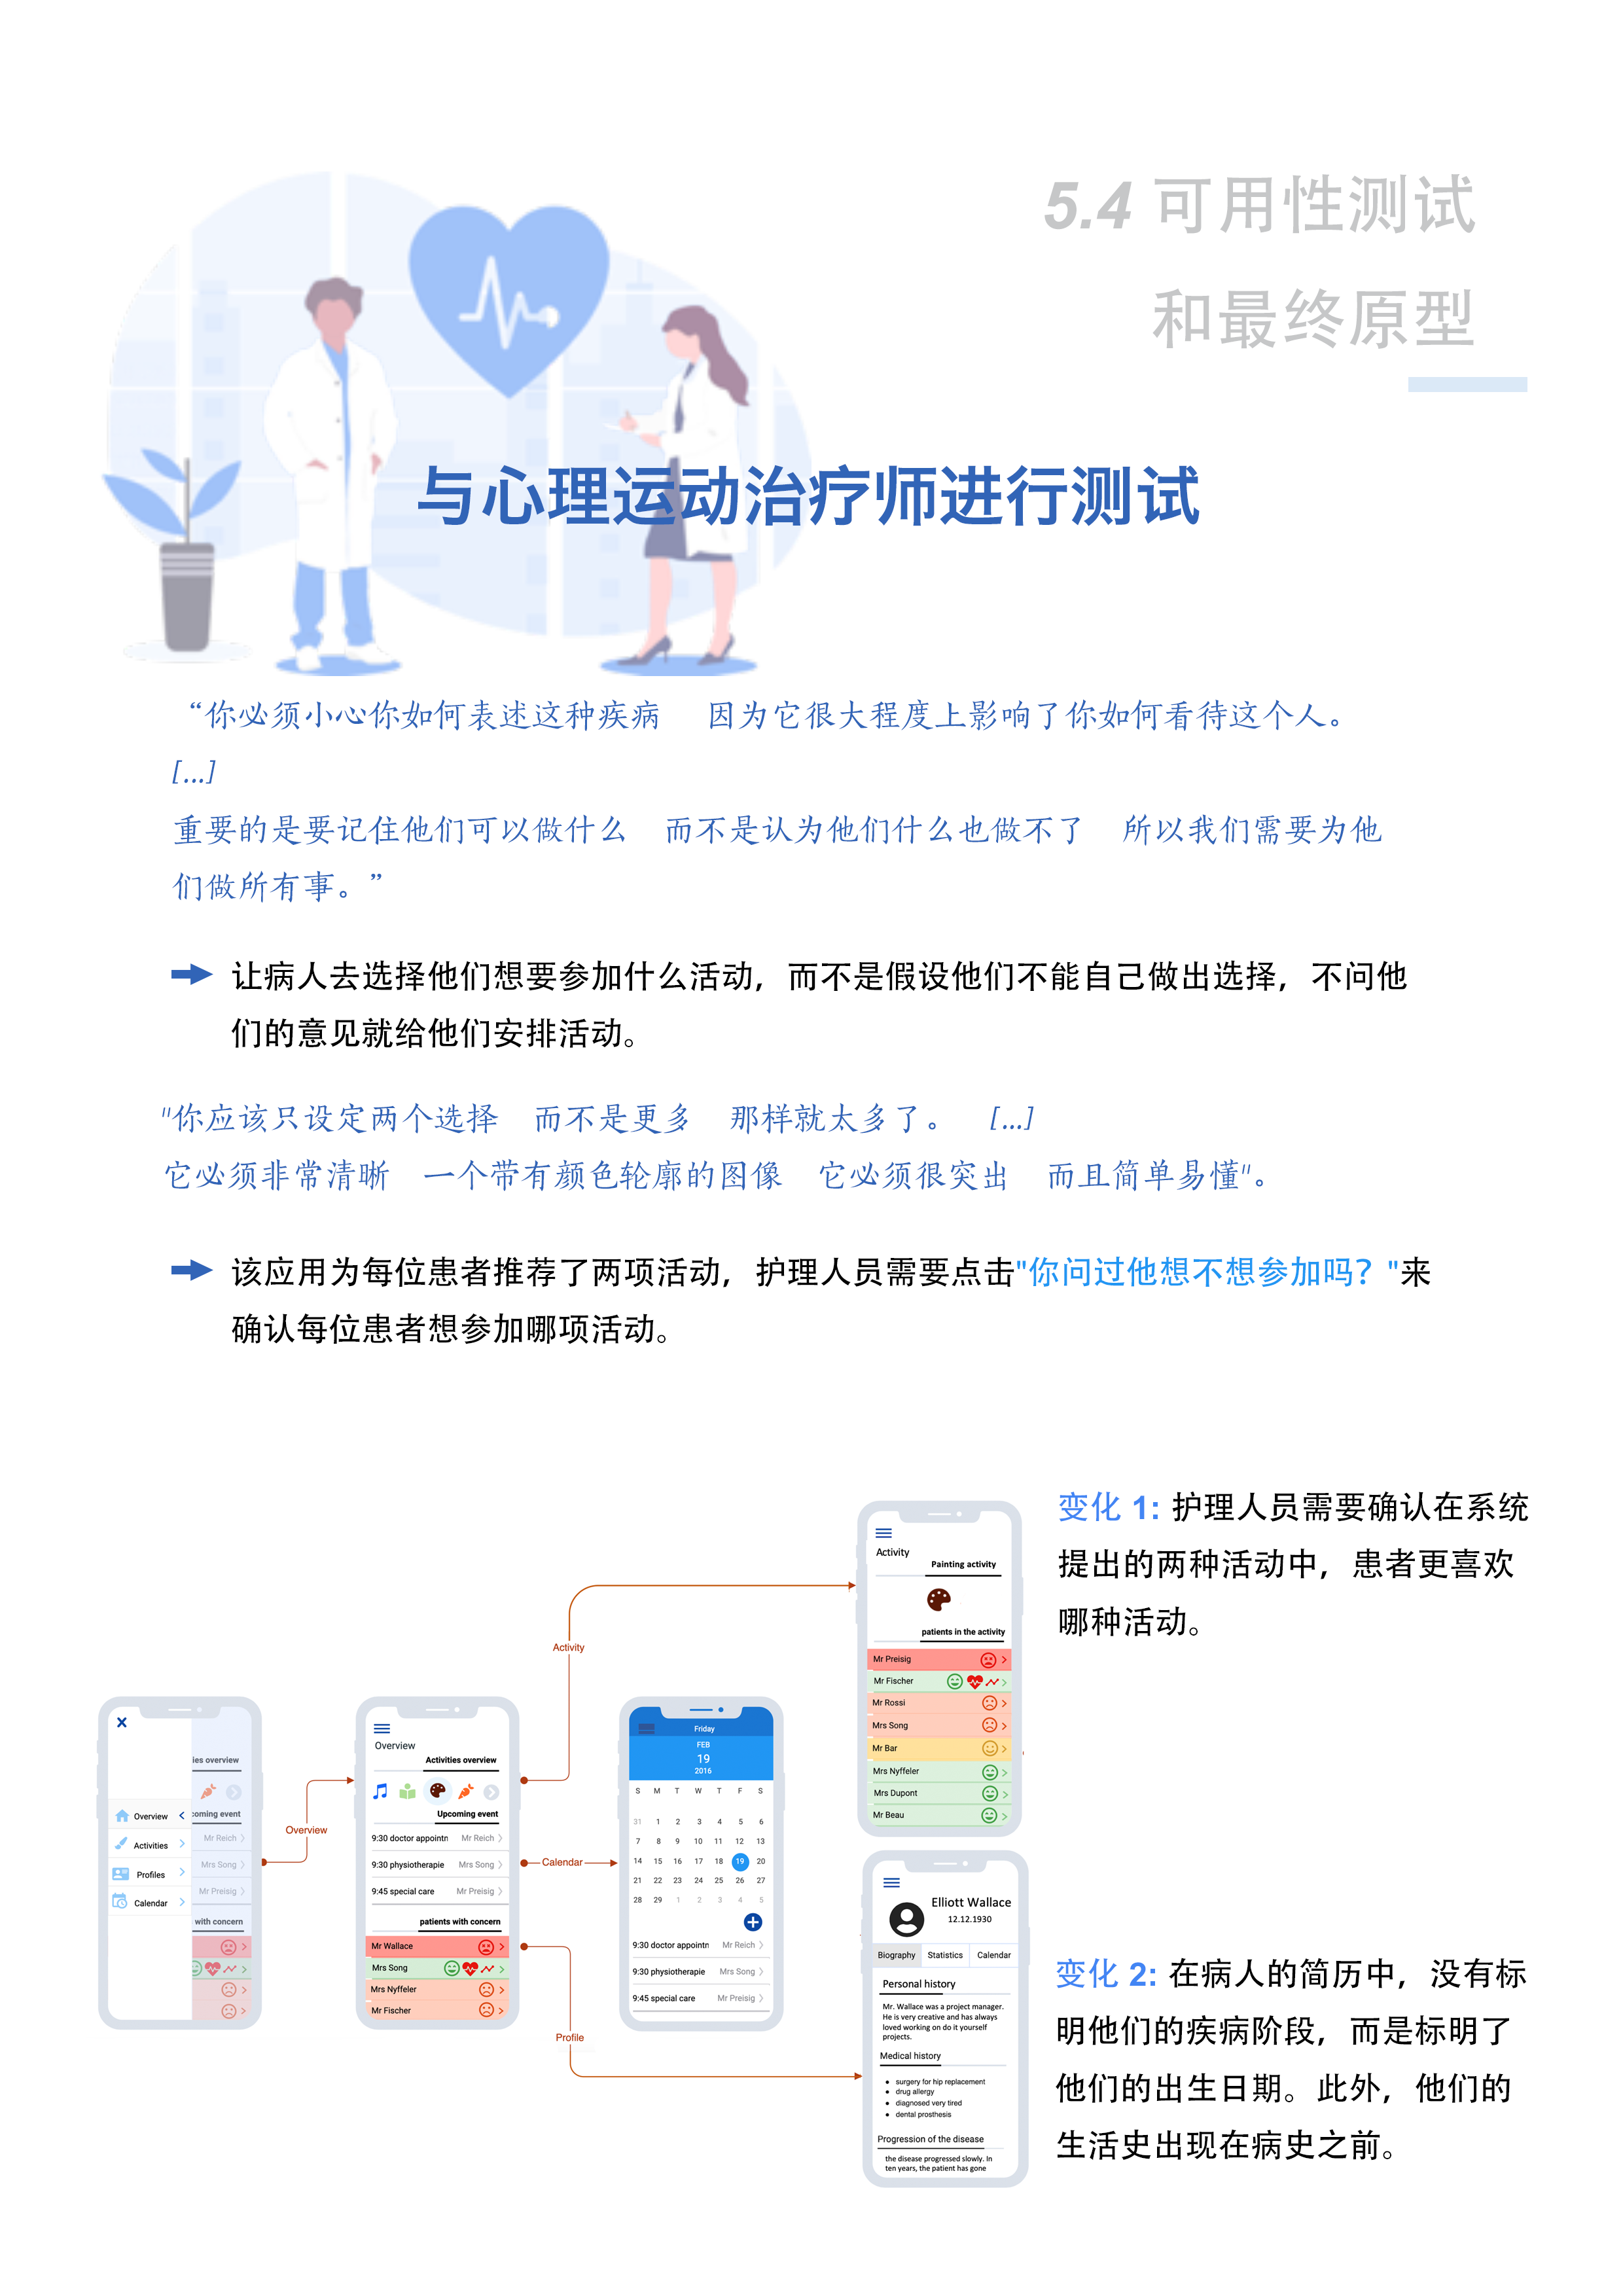 5.4 可用性测试
和最终原型
与心理运动治疗师进行测试
“你必须小心你如何表述这种疾病 因为它很大程度上影响了你如何看待这个人。
[...]
重要的是要记住他们可以做什么 而不是认为他们什么也做不了 所以我们需要为他
们做所有事。”
让病人去选择他们想要参加什么活动，而不是假设他们不能自己做出选择，不问他
们的意见就给他们安排活动。
"你应该只设定两个选择 而不是更多 那样就太多了。 [...]
它必须非常清晰 一个带有颜色轮廓的图像 它必须很突出 而且简单易懂"。
该应用为每位患者推荐了两项活动，护理人员需要点击"你问过他想不想参加吗？"来
确认每位患者想参加哪项活动。
变化 1: 护理人员需要确认在系统
提出的两种活动中，患者更喜欢
哪种活动。
Activity
Painting activity
patients in the activity
Mr Preisig
Mr Fischer
Mr Rossi
Mrs Song
Mr Bar
Mrs Nyffeler
Mrs Dupont
Mr Beau
Activity
Overview
Calendar
Profile
ies overview
Overview
coming event
Activities
Mr Reich
Profiles
Mrs Song
Calendar
Mr Preisig
with concern
Overview
Activities overview
Upcoming event
9:30 doctor appointn Mr Reich
9:30 physiotherapie Mrs Song
9:45 special care Mr Preisig
patients with concern
Mr Wallace
Mrs Song
Mrs Nyffeler
Mr Fischer
Friday
FEB
19
2016
S M T W T F S
31 1 2 3 4 5 6
7 8 9 10 11 12 13
14 15 16 17 18 19 20
21 22 23 24 25 26 27
28 29 1 2 3 4 5
9:30 doctor appointn Mr Reich
9:30 physiotherapie Mrs Song
9:45 special care Mr Preisig
Elliott Wallace
12.12.1930
Biography Statistics Calendar
Personal history
Mr. Wallace was a project manager.
He is very creative and has always
loved working on do it yourself
projects.
Medical history
surgery for hip replacement
drug allergy
diagnosed very tired
dental prosthesis
Progression of the disease
the disease progressed slowly. In
ten years, the patient has gone
变化 2: 在病人的简历中，没有标
明他们的疾病阶段，而是标明了
他们的出生日期。此外，他们的
生活史出现在病史之前。